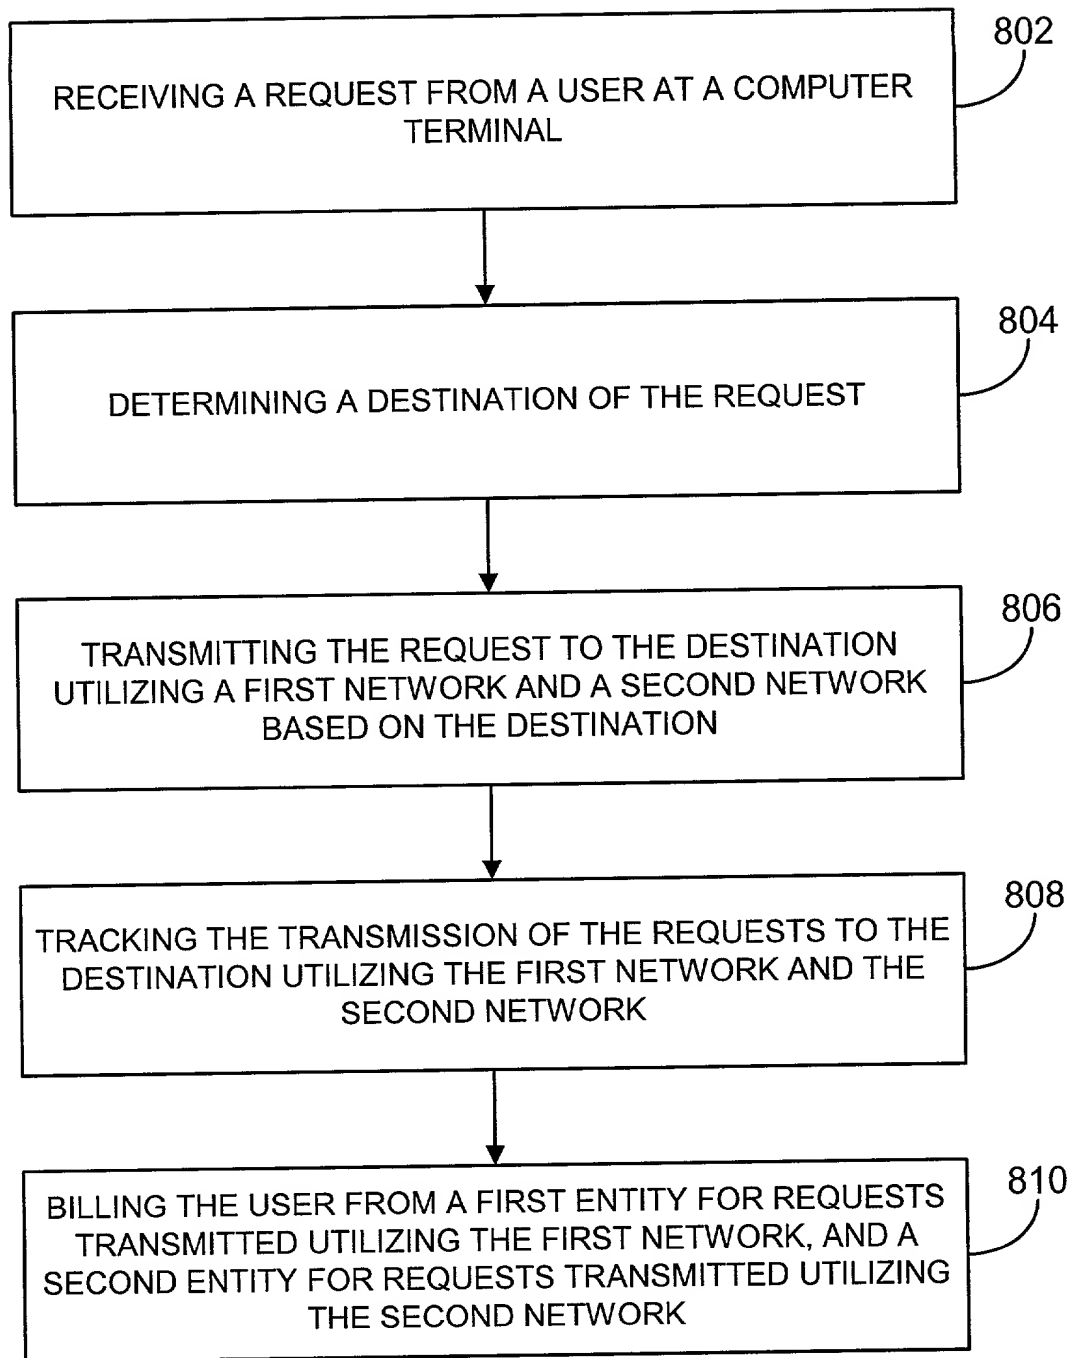 802
RECEIVING A REQUEST FROM A USER AT A COMPUTER
TERMINAL
804
DETERMINING A DESTINATION OF THE REQUEST
806
TRANSMITTING THE REQUEST TO THE DESTINATION
UTILIZING A FIRST NETWORK AND A SECOND NETWORK
BASED ON THE DESTINATION
808
TRACKING THE TRANSMISSION OF THE REQUESTS TO THE
DESTINATION UTILIZING THE FIRST NETWORK AND THE
SECOND NETWORK
810
BILLING THE USER FROM A FIRST ENTITY FOR REQUESTS
TRANSMITTED UTILIZING THE FIRST NETWORK, AND A
SECOND ENTITY FOR REQUESTS TRANSMITTED UTILIZING
THE SECOND NETWORK